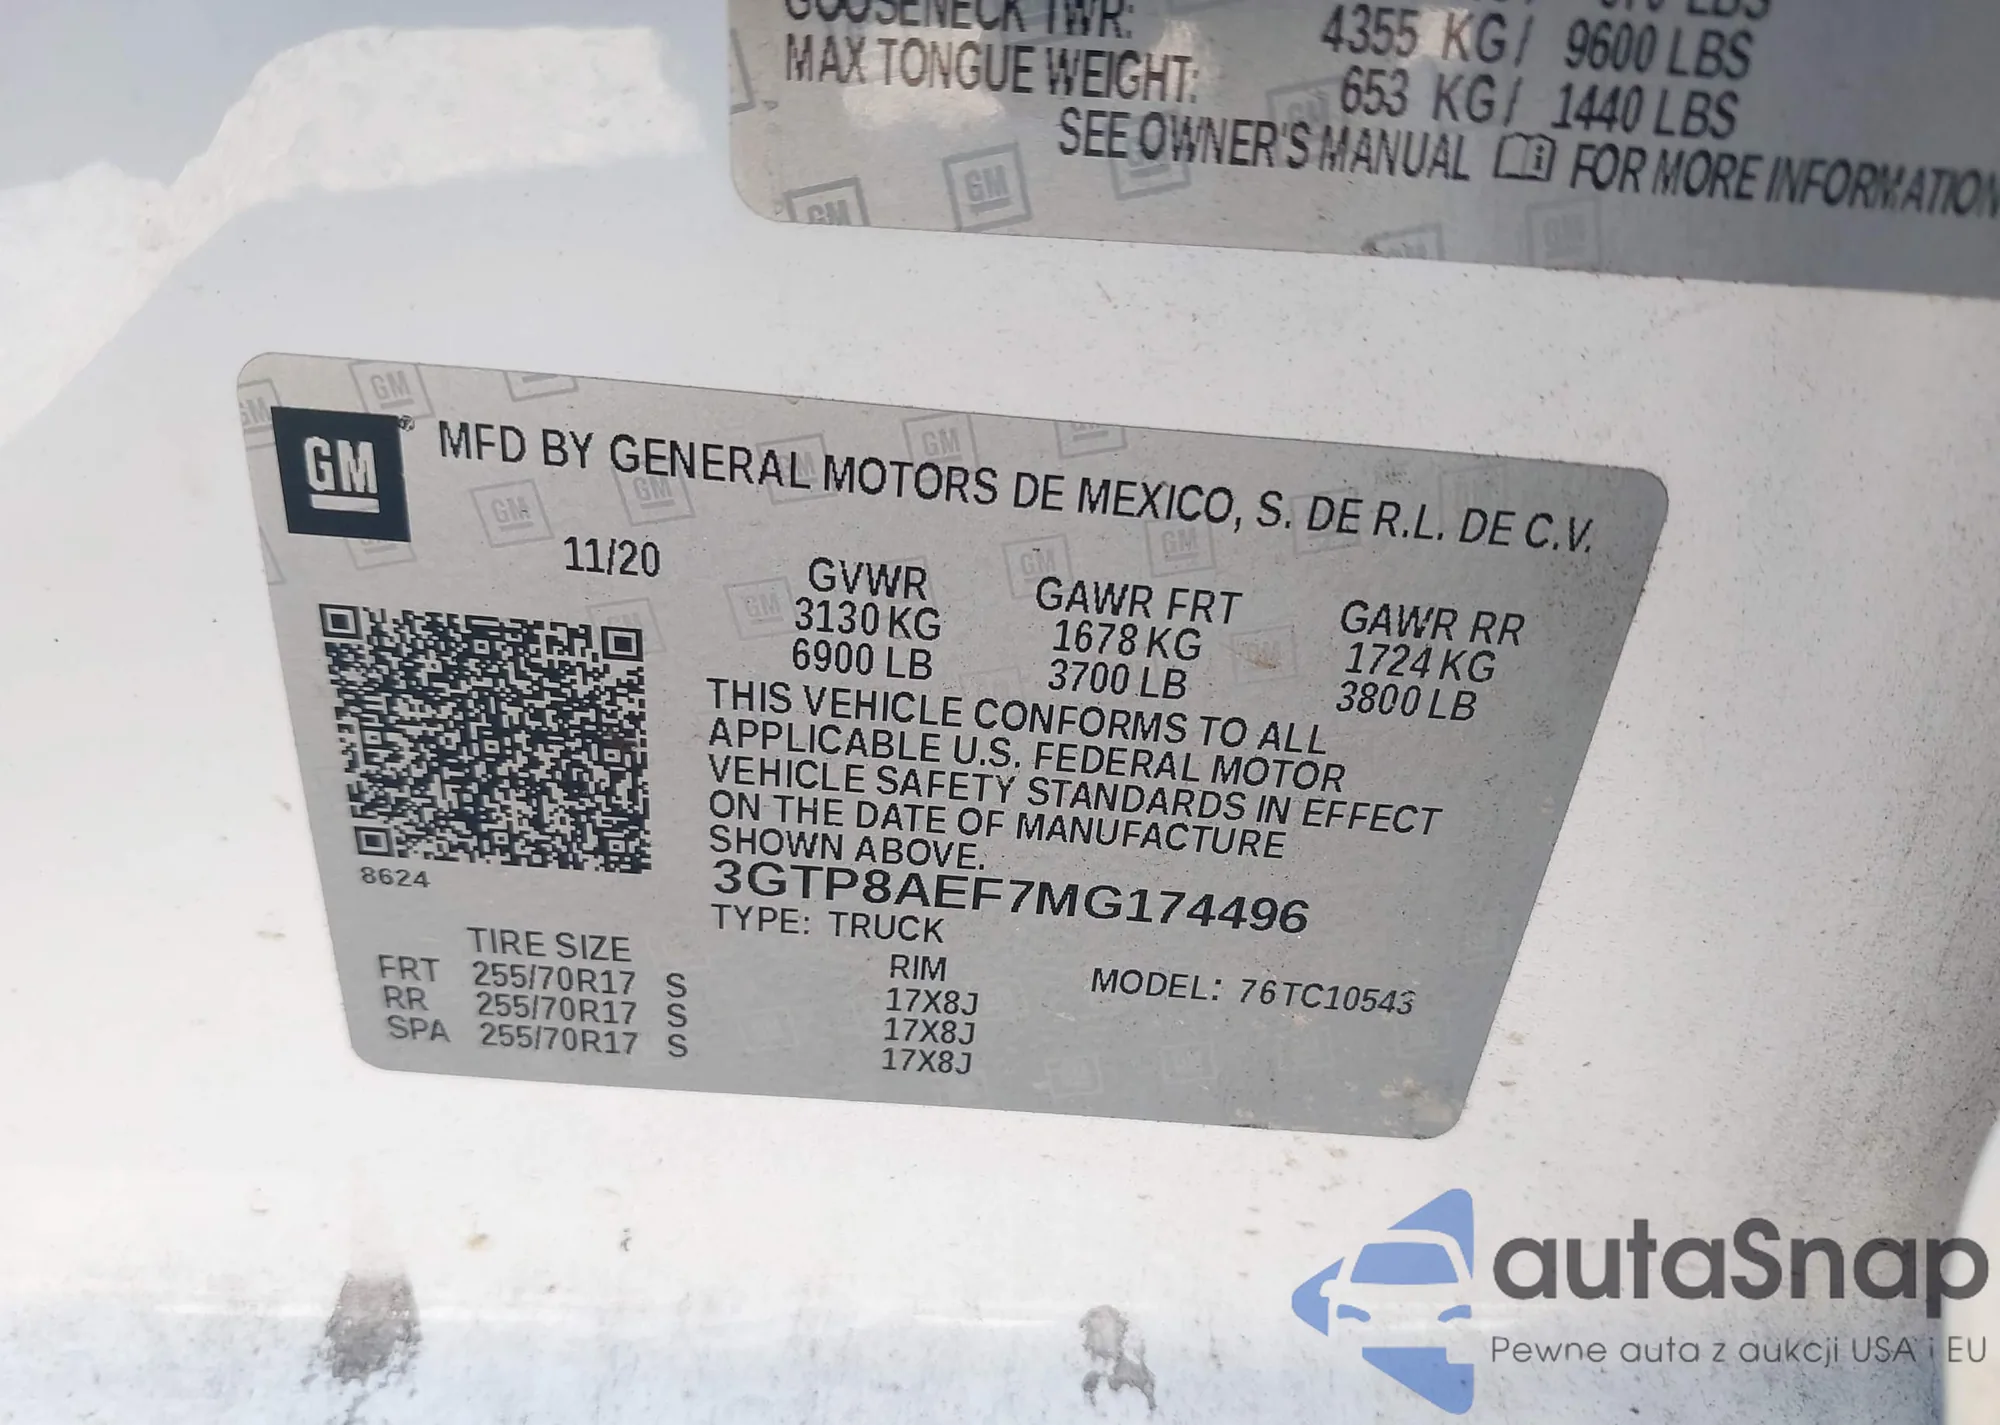 GOOSENECK TWR: 4355 KG / 9600 LBS
MAX TONGUE WEIGHT: 653 KG / 1440 LBS
SEE OWNER'S MANUAL FOR MORE INFORMATION
GM
MFD BY GENERAL MOTORS DE MEXICO, S. DE R.L. DE C.V.
11/20
GVWR GAWR FRT GAWR RR
3130 KG 1678 KG 1724 KG
6900 LB 3700 LB 3800 LB
THIS VEHICLE CONFORMS TO ALL
APPLICABLE U.S. FEDERAL MOTOR
VEHICLE SAFETY STANDARDS IN EFFECT
ON THE DATE OF MANUFACTURE
SHOWN ABOVE.
8624
3GTP8AEF7MG174496
TYPE: TRUCK
TIRE SIZE RIM MODEL: 76TC10543
FRT 255/70R17 S 17X8J
RR 255/70R17 S 17X8J
SPA 255/70R17 S 17X8J
autaSnap
Pewne auta z aukcji USA i EU